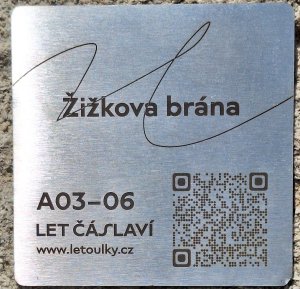 Žižkova brána
A03–06
LET ČÁSLAVÍ
www.letoulky.cz